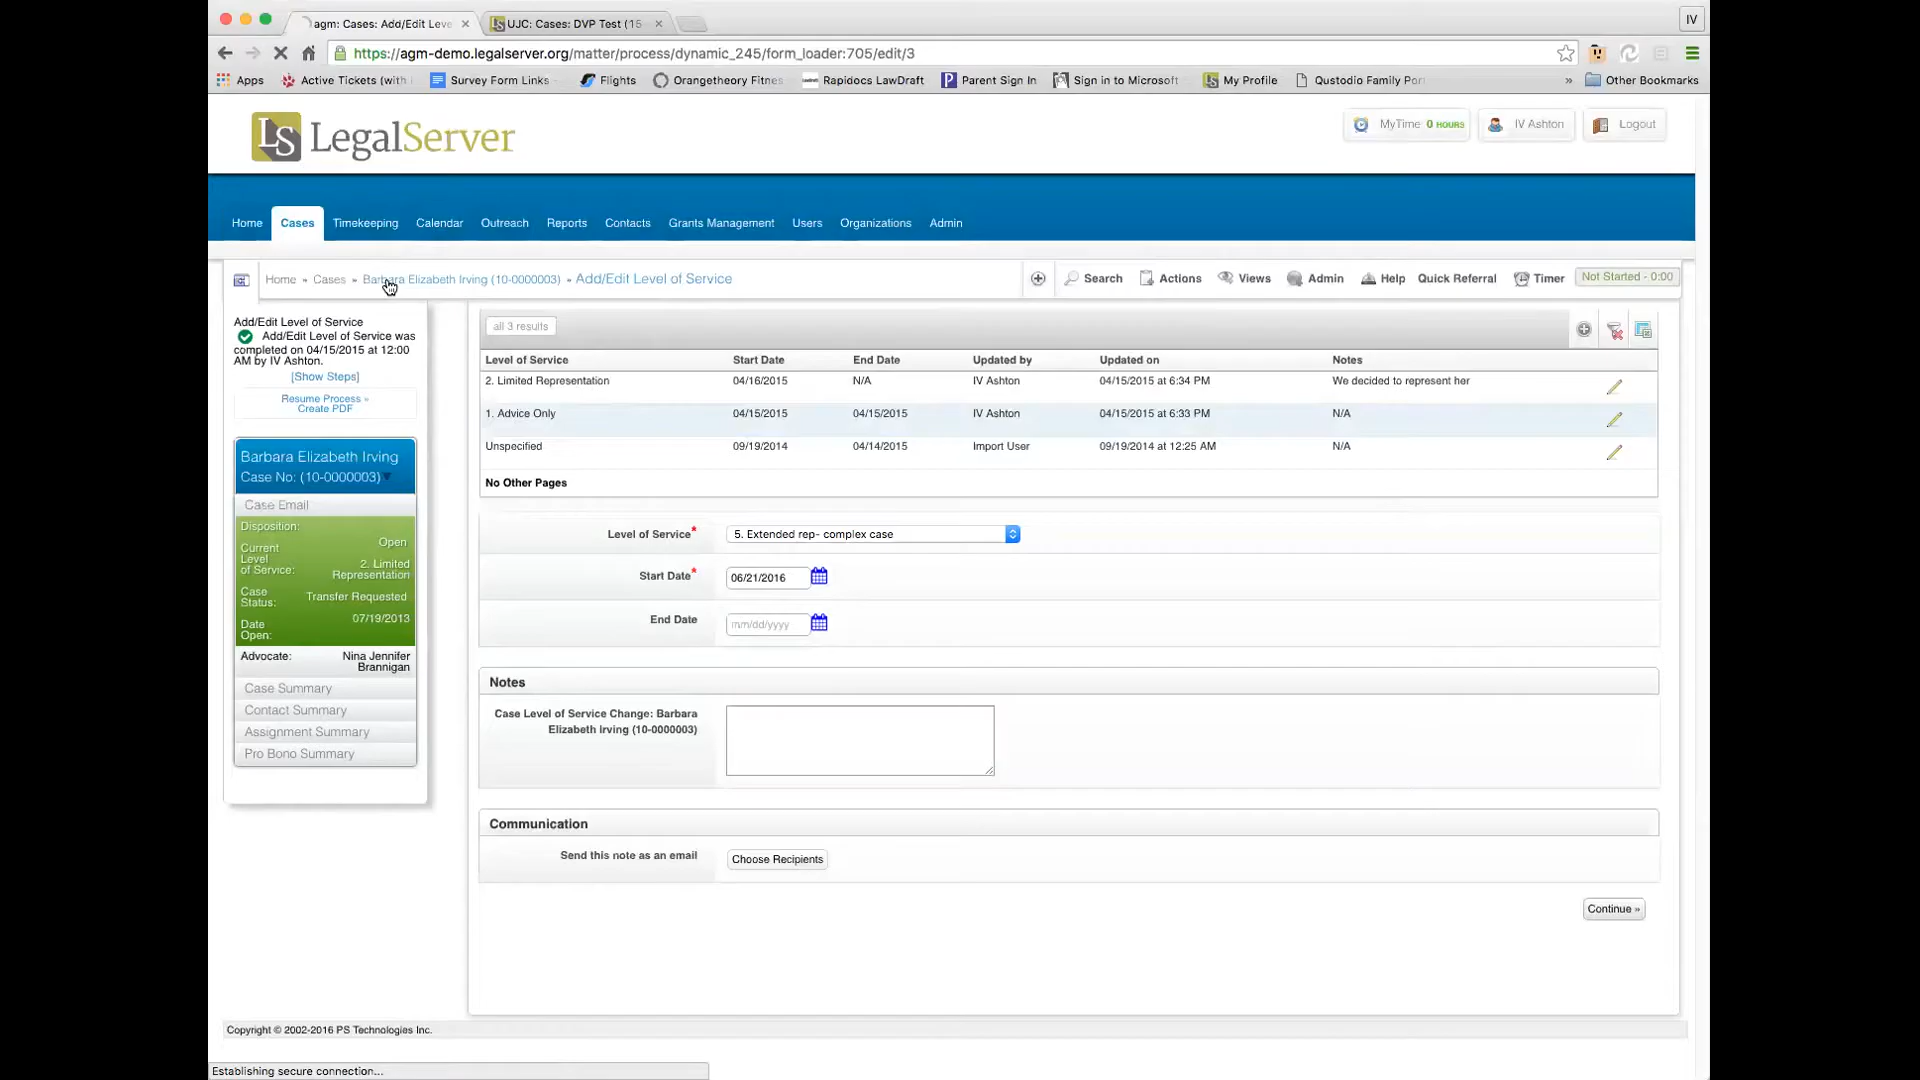 agm: Cases: Add/Edit Leve
UJC: Cases: DVP Test (15
IV
https://agm-demo.legalserver.org/matter/process/dynamic_245/form_loader:705/edit/3
Apps
Active Tickets (with
Survey Form Links
Flights
Orangetheory Fitnes
Rapidocs LawDraft
Parent Sign In
Sign in to Microsoft
My Profile
Qustodio Family Por
»
Other Bookmarks
LS LegalServer
MyTime 0 HOURS
IV Ashton
Logout
Home
Cases
Timekeeping
Calendar
Outreach
Reports
Contacts
Grants Management
Users
Organizations
Admin
Home » Cases » Barbara Elizabeth Irving (10-0000003) » Add/Edit Level of Service
Search
Actions
Views
Admin
Help
Quick Referral
Timer
Not Started - 0:00
Add/Edit Level of Service
Add/Edit Level of Service was
completed on 04/15/2015 at 12:00
AM by IV Ashton.
[Show Steps]
Resume Process »
Create PDF
Barbara Elizabeth Irving
Case No: (10-0000003)
Case Email
Disposition: Open
Current Level of Service: 2. Limited Representation
Case Status: Transfer Requested
Date Open: 07/19/2013
Advocate: Nina Jennifer Brannigan
Case Summary
Contact Summary
Assignment Summary
Pro Bono Summary
all 3 results
Level of Service Start Date End Date Updated by Updated on Notes
2. Limited Representation 04/16/2015 N/A IV Ashton 04/15/2015 at 6:34 PM We decided to represent her
1. Advice Only 04/15/2015 04/15/2015 IV Ashton 04/15/2015 at 6:33 PM N/A
Unspecified 09/19/2014 04/14/2015 Import User 09/19/2014 at 12:25 AM N/A
No Other Pages
Level of Service* 5. Extended rep- complex case
Start Date* 06/21/2016
End Date mm/dd/yyyy
Notes
Case Level of Service Change: Barbara
Elizabeth Irving (10-0000003)
Communication
Send this note as an email Choose Recipients
Continue »
Copyright © 2002-2016 PS Technologies Inc.
Establishing secure connection...